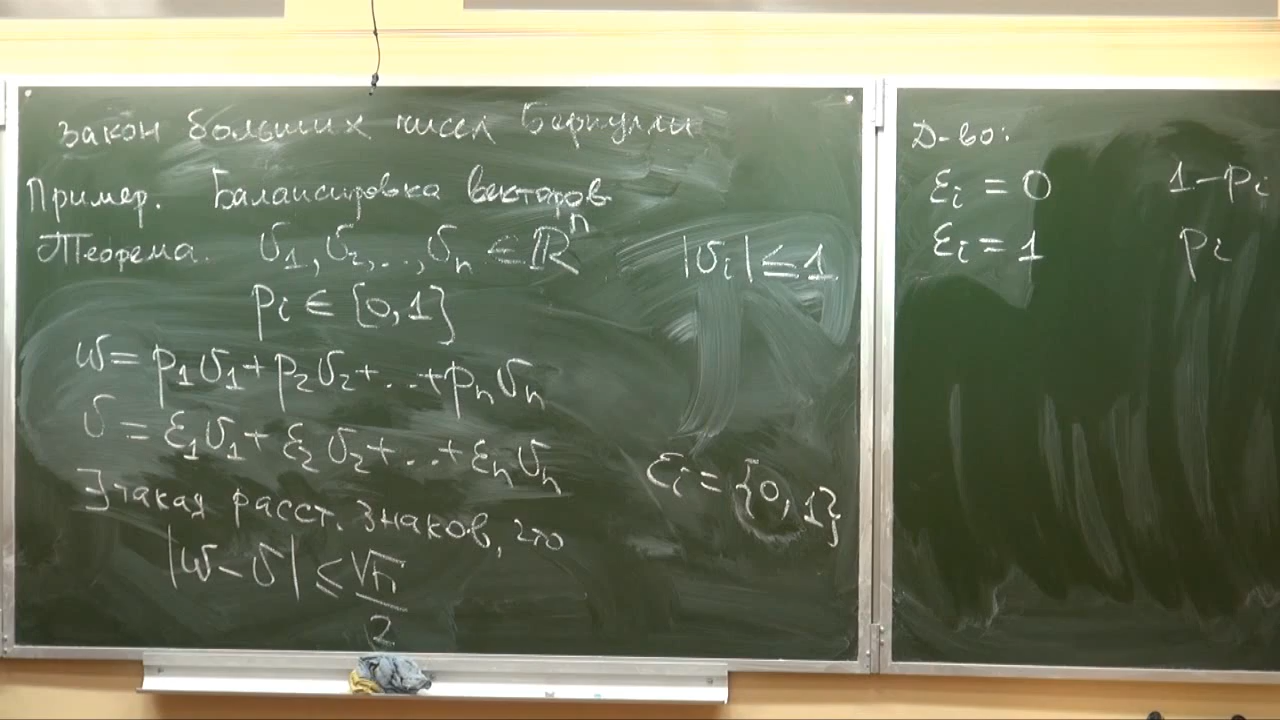 Закон больших чисел Бернулли
Пример. Балансировка векторов
Теорема. v₁, v₂, .., vₙ ∈ ℝⁿ |vᵢ| ≤ 1
pᵢ ∈ [0,1]
w = p₁v₁ + p₂v₂ + .. + pₙvₙ
v = ε₁v₁ + ε₂v₂ + .. + εₙvₙ
εᵢ = {0,1}
∃ такая расст. знаков, что
|w - v| ≤ √n/2
Д-во:
εᵢ = 0 1-pᵢ
εᵢ = 1 pᵢ